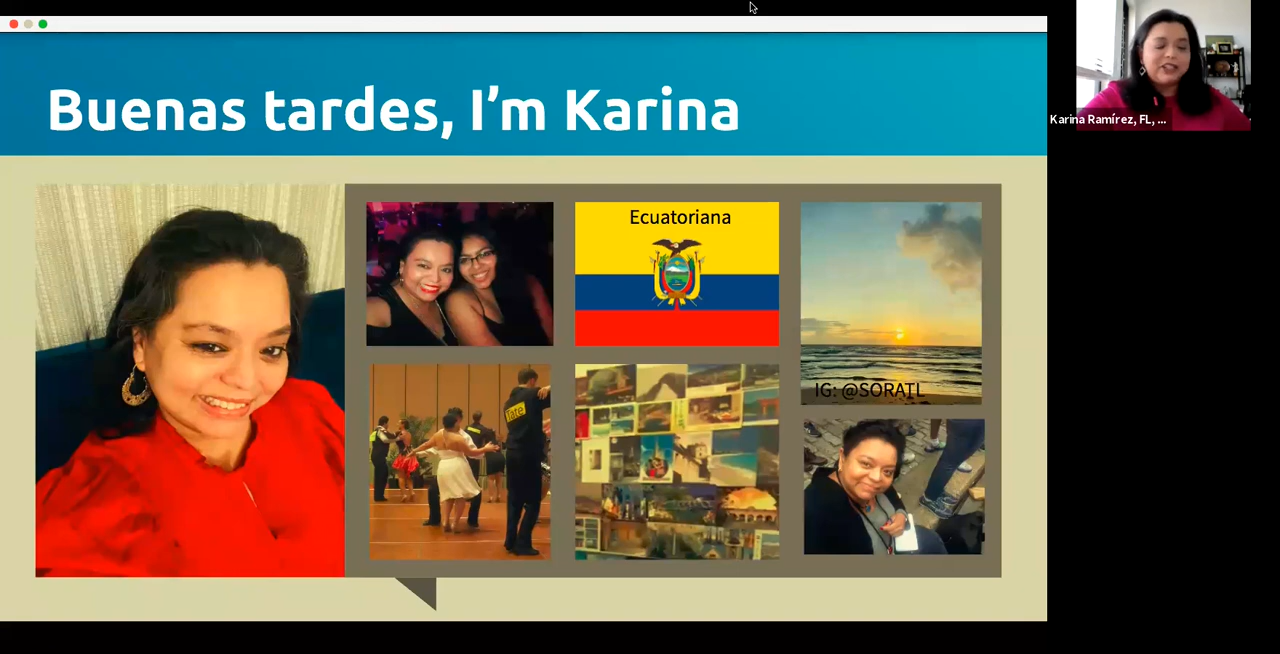 Buenas tardes, I’m Karina
Karina Ramírez, FL, ...
Ecuatoriana
IG: @SORATL